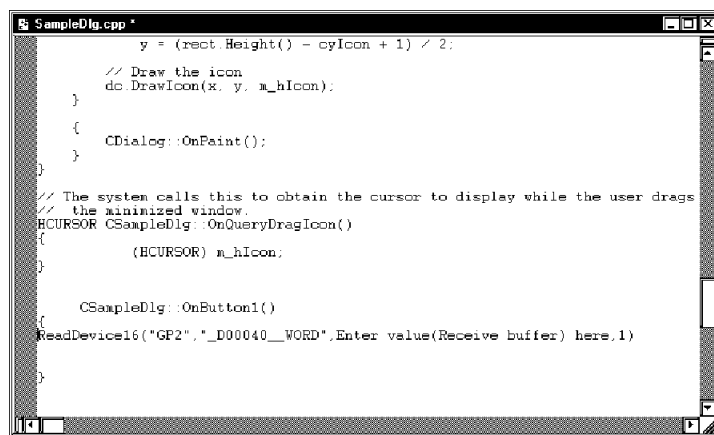 SampleDlg.cpp *
y = (rect.Height() - cyIcon + 1) / 2;
// Draw the icon
dc.DrawIcon(x, y, m_hIcon);
}
{
CDialog::OnPaint();
}
}
// The system calls this to obtain the cursor to display while the user drags
//  the minimized window.
HCURSOR CSampleDlg::OnQueryDragIcon()
{
(HCURSOR) m_hIcon;
}
CSampleDlg::OnButton1()
{
ReadDevice16("GP2","_D00040__WORD",Enter value(Receive buffer) here,1)
}